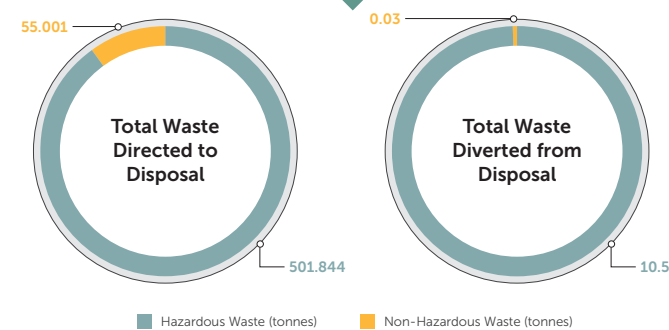 55.001
Total Waste
Directed to
Disposal
501.844
0.03
Total Waste
Diverted from
Disposal
10.5
Hazardous Waste (tonnes)
Non-Hazardous Waste (tonnes)